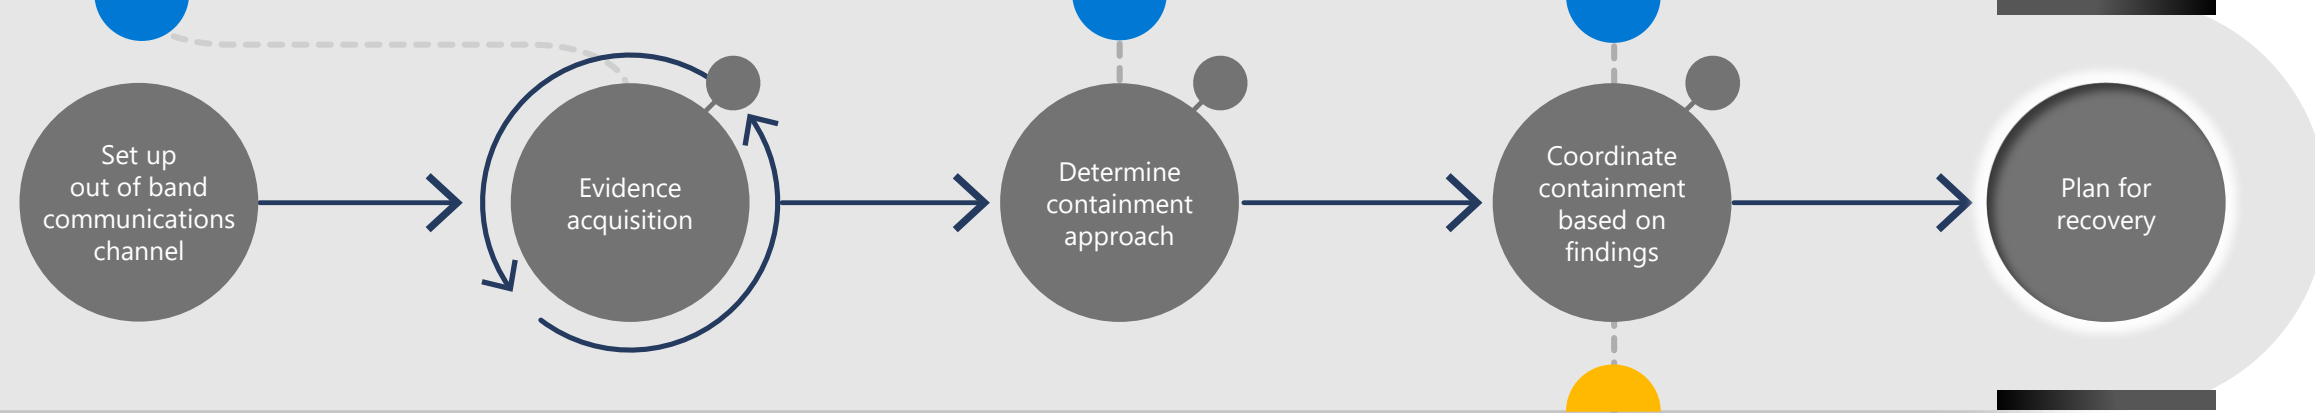 Set up
out of band
communications
channel
Evidence
acquisition
Determine
containment
approach
Coordinate
containment
based on
findings
Plan for
recovery